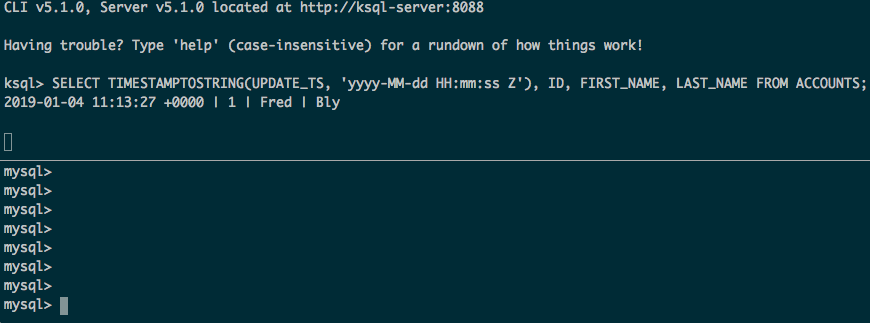 CLI v5.1.0, Server v5.1.0 located at http://ksql-server:8088
Having trouble? Type 'help' (case-insensitive) for a rundown of how things work!
ksql> SELECT TIMESTAMPTOSTRING(UPDATE_TS, 'yyyy-MM-dd HH:mm:ss Z'), ID, FIRST_NAME, LAST_NAME FROM ACCOUNTS;
2019-01-04 11:13:27 +0000 | 1 | Fred | Bly
mysql>
mysql>
mysql>
mysql>
mysql>
mysql>
mysql>
mysql>